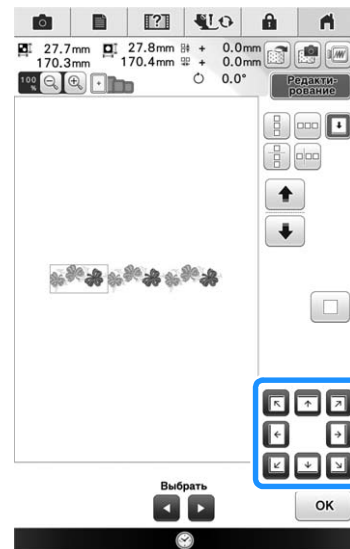 27.7mm 27.8mm + 0.0mm
170.3mm 170.4mm + 0.0mm
100 % 0.0°
Редакти-
рование
Выбрать
OK